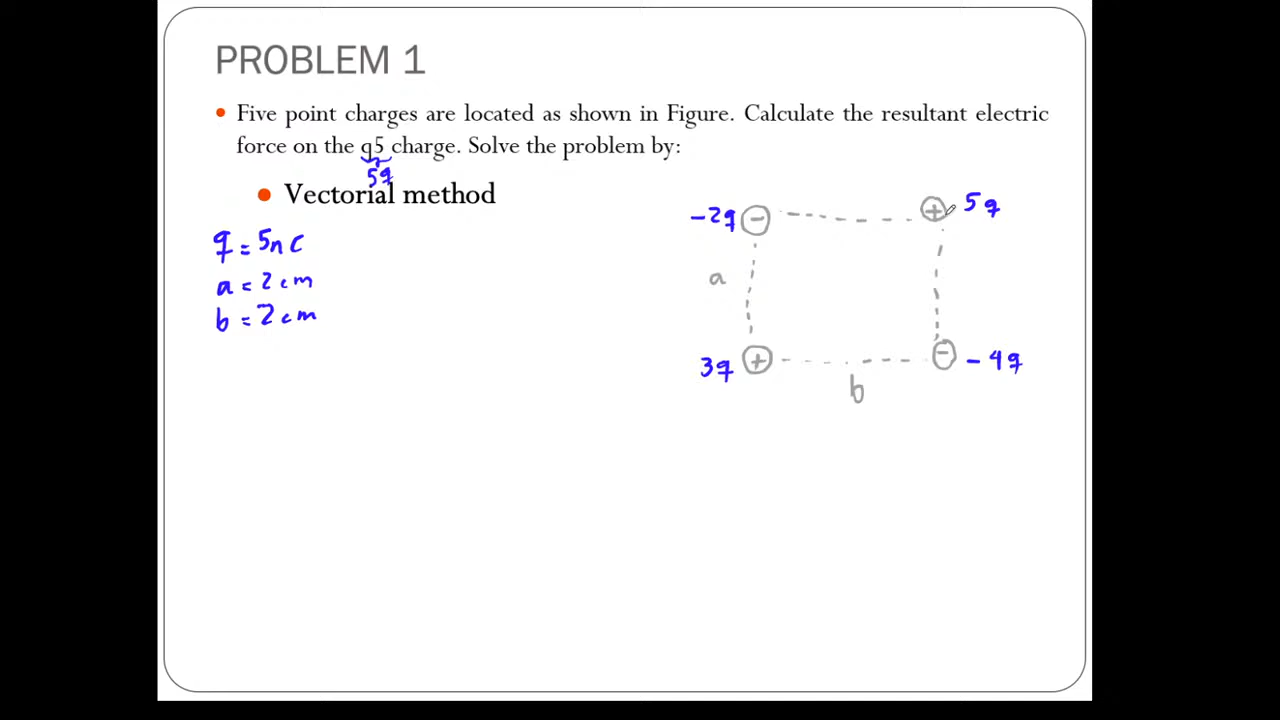 PROBLEM 1
• Five point charges are located as shown in Figure. Calculate the resultant electric
force on the q5 charge. Solve the problem by:
5q
• Vectorial method
q = 5nC
a = 2cm
b = 2cm
-2q - + 5q
a
3q + - -4q
b